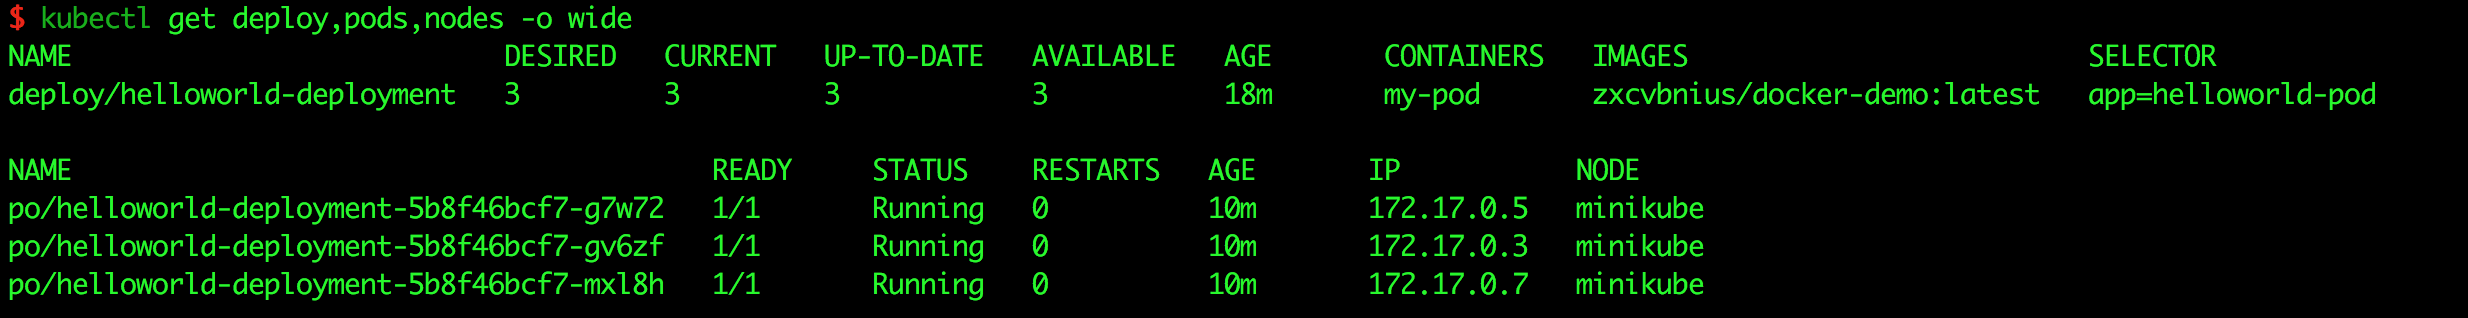 $ kubectl get deploy,pods,nodes -o wide
NAME DESIRED CURRENT UP-TO-DATE AVAILABLE AGE CONTAINERS IMAGES SELECTOR
deploy/helloworld-deployment 3 3 3 3 18m my-pod zxcvbnius/docker-demo:latest app=helloworld-pod
NAME READY STATUS RESTARTS AGE IP NODE
po/helloworld-deployment-5b8f46bcf7-g7w72 1/1 Running 0 10m 172.17.0.5 minikube
po/helloworld-deployment-5b8f46bcf7-gv6zf 1/1 Running 0 10m 172.17.0.3 minikube
po/helloworld-deployment-5b8f46bcf7-mxl8h 1/1 Running 0 10m 172.17.0.7 minikube